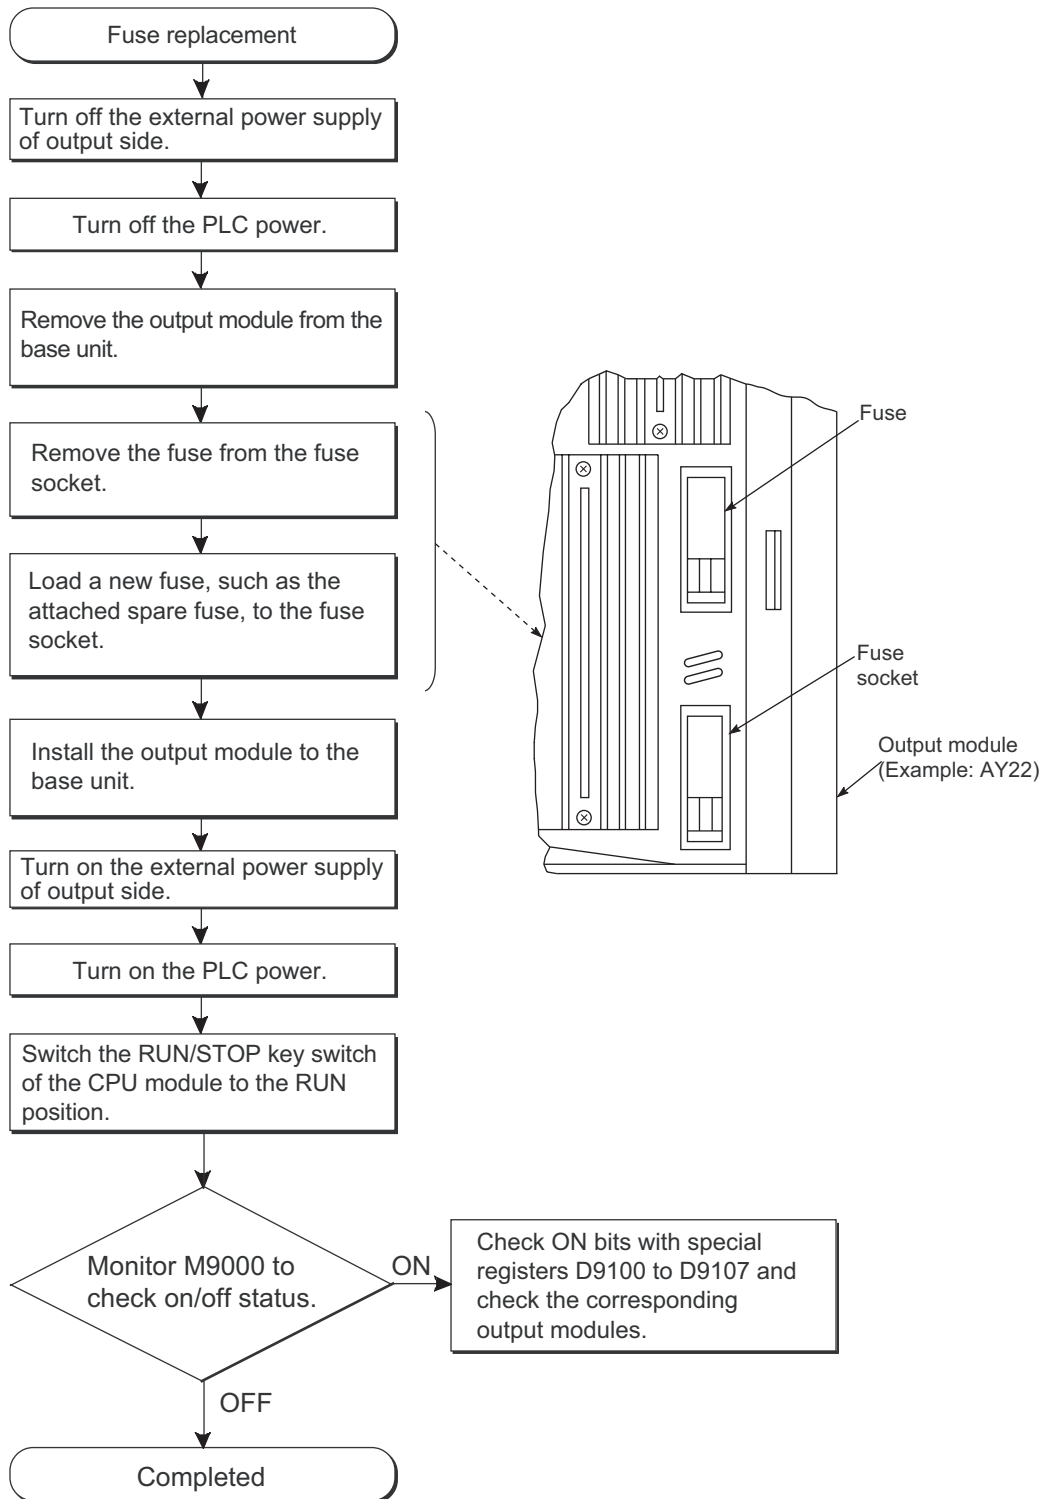 Fuse replacement
Turn off the external power supply
of output side.
Turn off the PLC power.
Remove the output module from the
base unit.
Remove the fuse from the fuse
socket.
Load a new fuse, such as the
attached spare fuse, to the fuse
socket.
Install the output module to the
base unit.
Turn on the external power supply
of output side.
Turn on the PLC power.
Switch the RUN/STOP key switch
of the CPU module to the RUN
position.
Monitor M9000 to
check on/off status.
ON
Check ON bits with special
registers D9100 to D9107 and
check the corresponding
output modules.
OFF
Completed
Fuse
Fuse
socket
Output module
(Example: AY22)